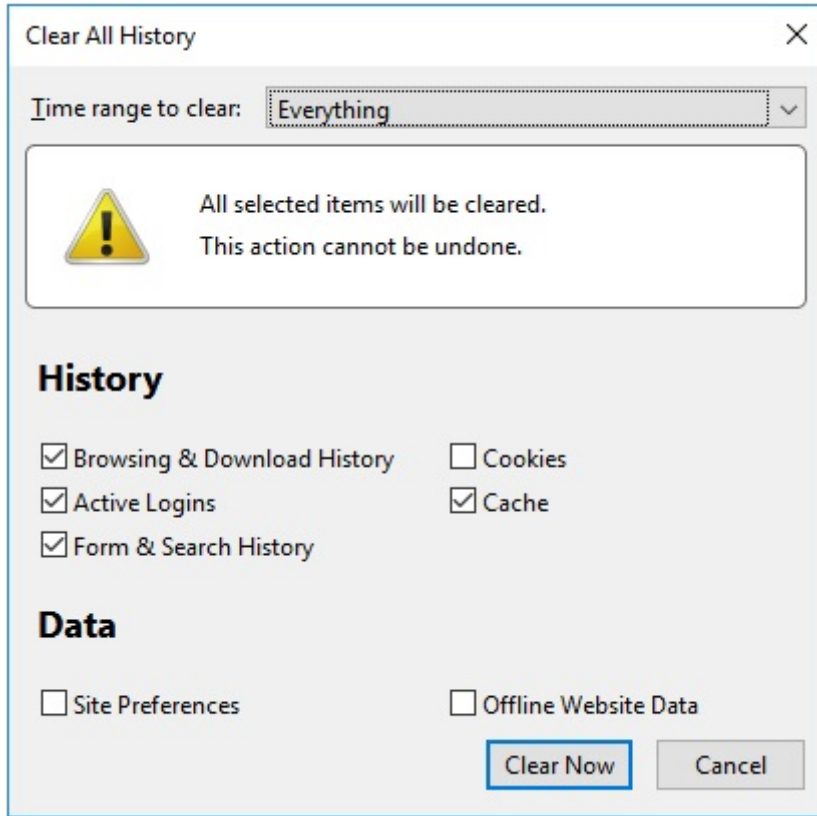 Clear All History
Time range to clear: Everything
All selected items will be cleared.
This action cannot be undone.
History
Browsing & Download History Cookies
Active Logins Cache
Form & Search History
Data
Site Preferences Offline Website Data
Clear Now Cancel